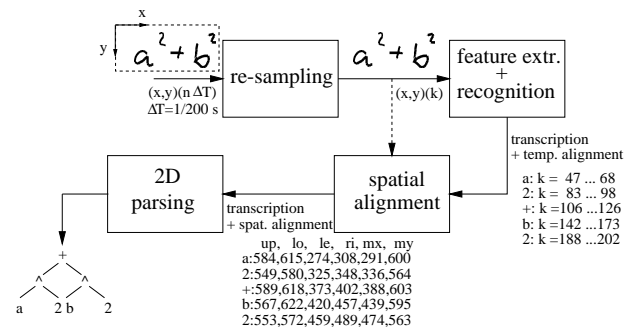 x
y
a² + b²
(x,y)(n ΔT)
ΔT=1/200 s
re-sampling
a² + b²
(x,y)(k)
feature extr.
+
recognition
transcription
+ temp. alignment
a: k = 47 ... 68
2: k = 83 ... 98
+: k =106 ...126
b: k =142 ...173
2: k =188 ...202
spatial
alignment
transcription
+ spat. alignment
up, lo, le, ri, mx, my
a:584,615,274,308,291,600
2:549,580,325,348,336,564
+:589,618,373,402,388,603
b:567,622,420,457,439,595
2:553,572,459,489,474,563
2D
parsing
+
^ ^
a 2 b 2